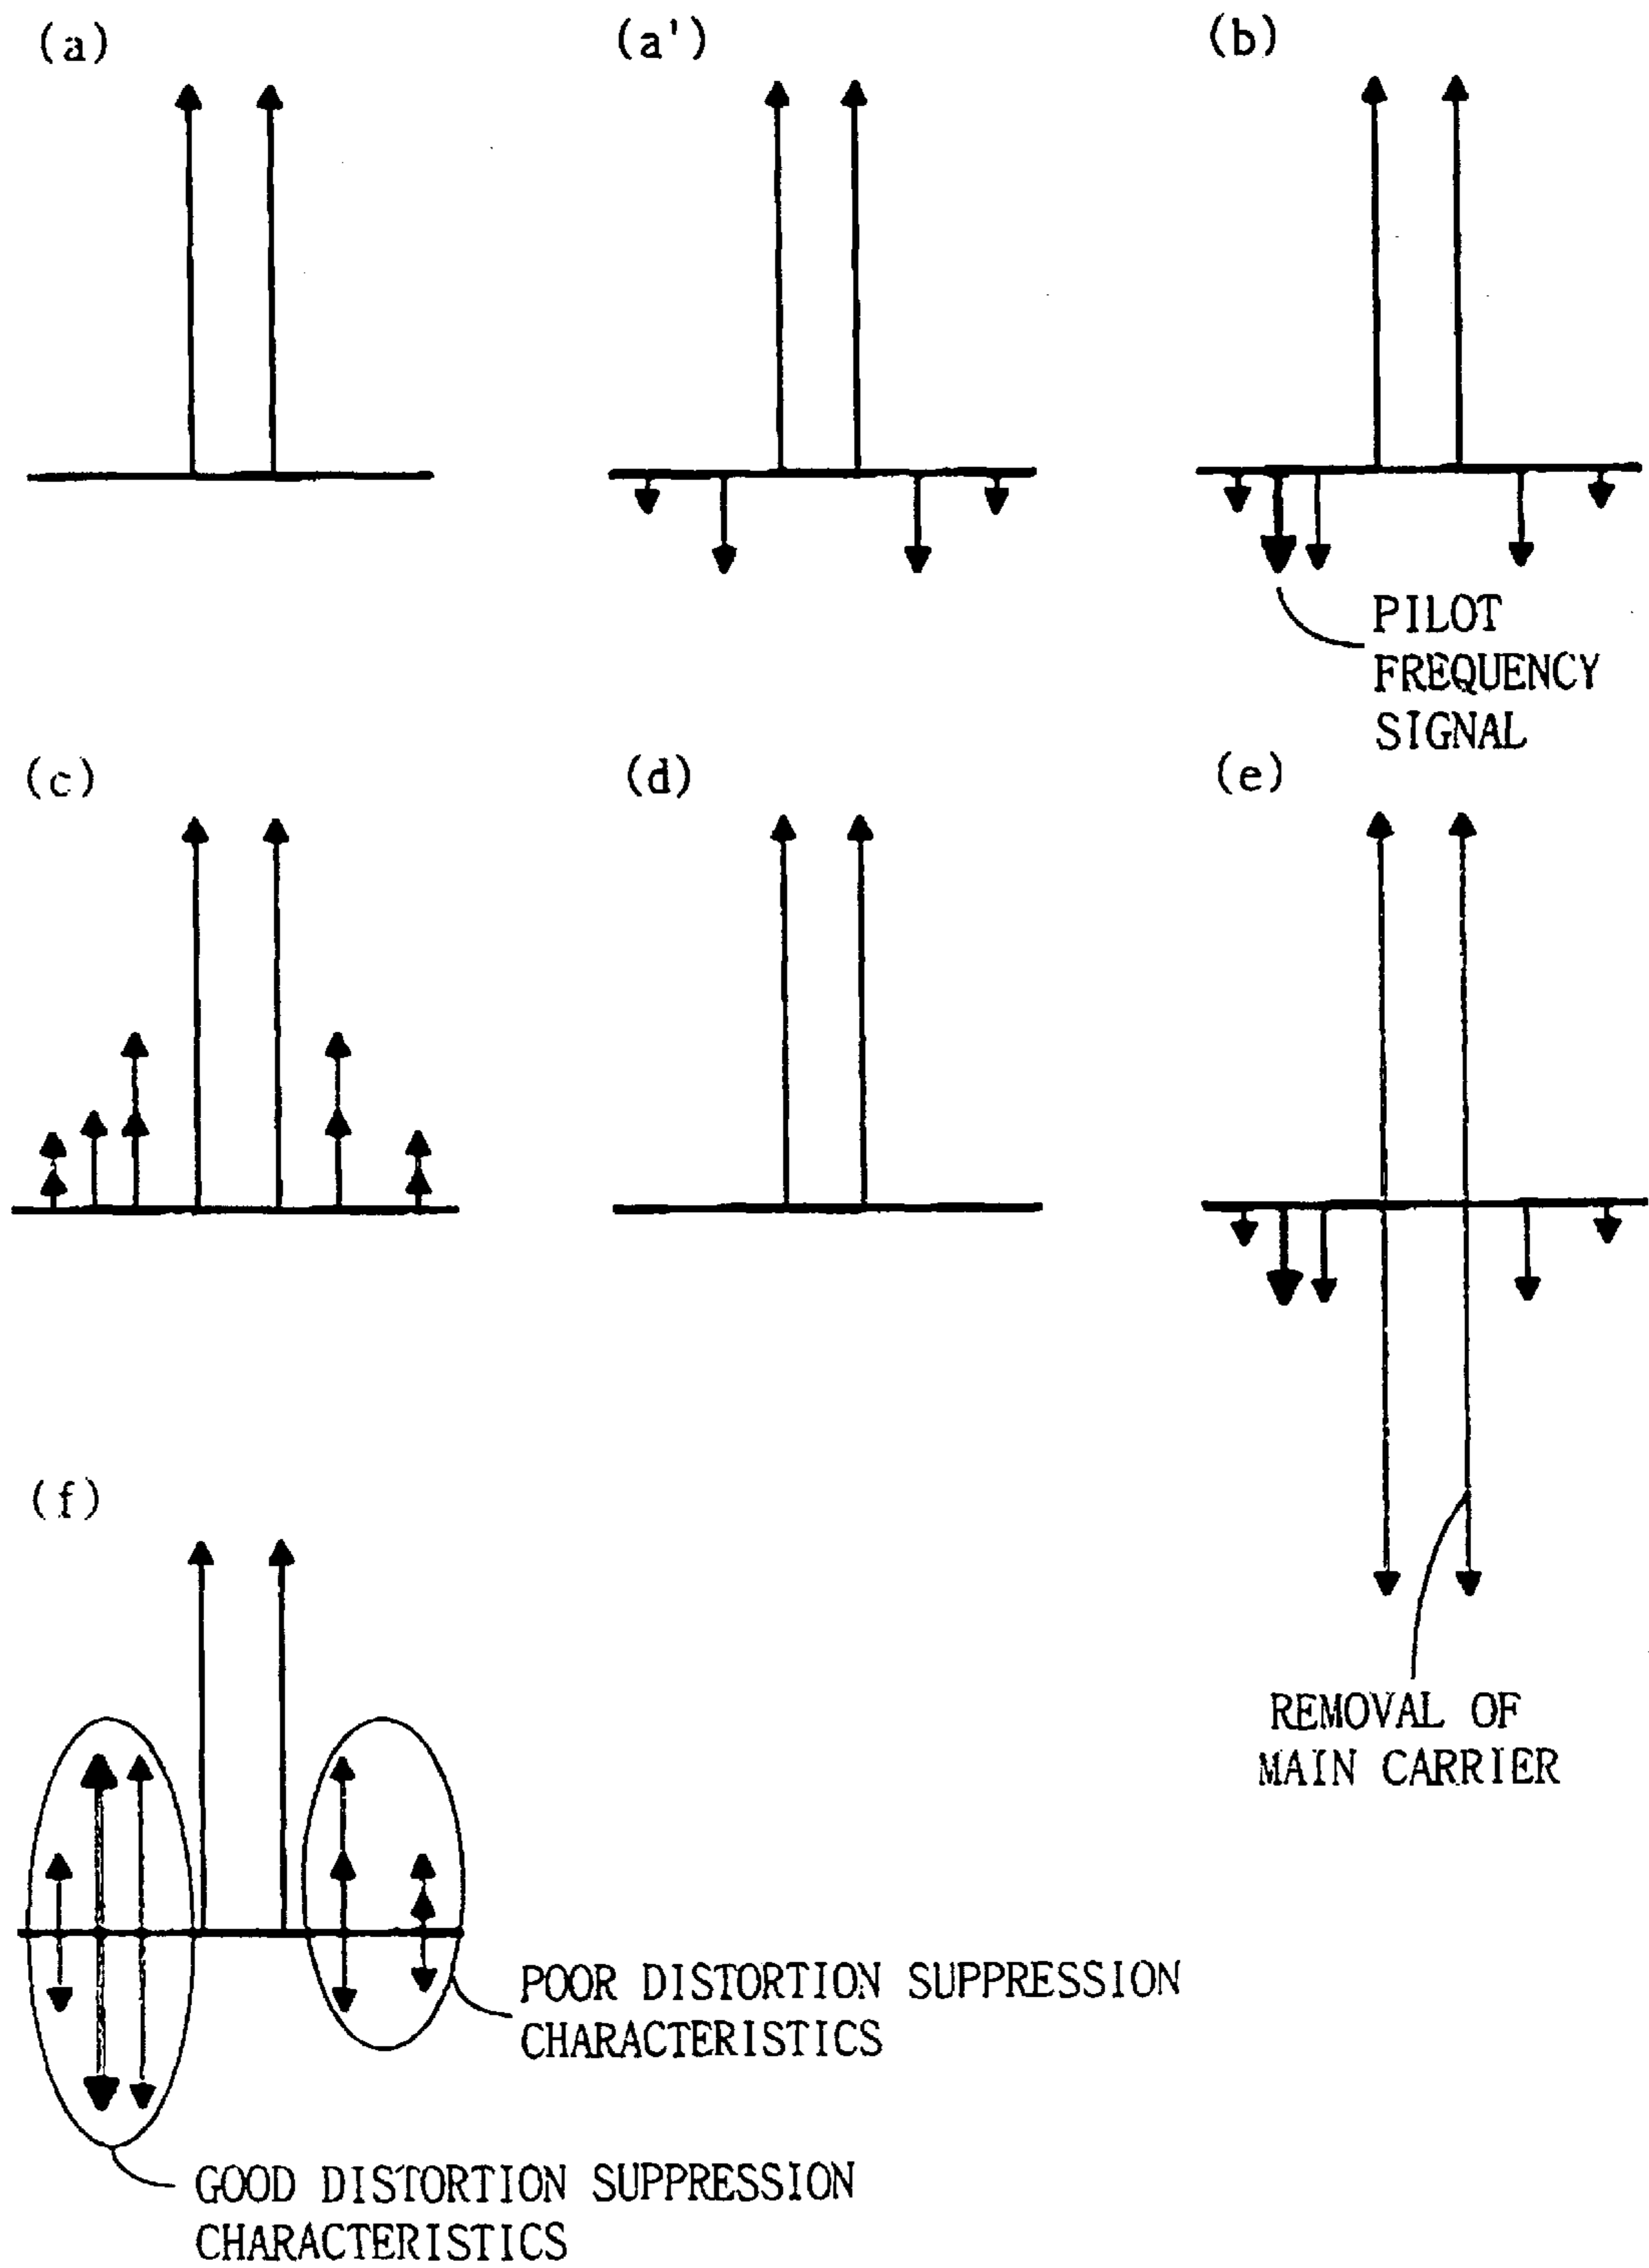 (a)
(a')
(b)
PILOT
FREQUENCY
SIGNAL
(c)
(d)
(e)
REMOVAL OF
MAIN CARRIER
(f)
POOR DISTORTION SUPPRESSION
CHARACTERISTICS
GOOD DISTORTION SUPPRESSION
CHARACTERISTICS